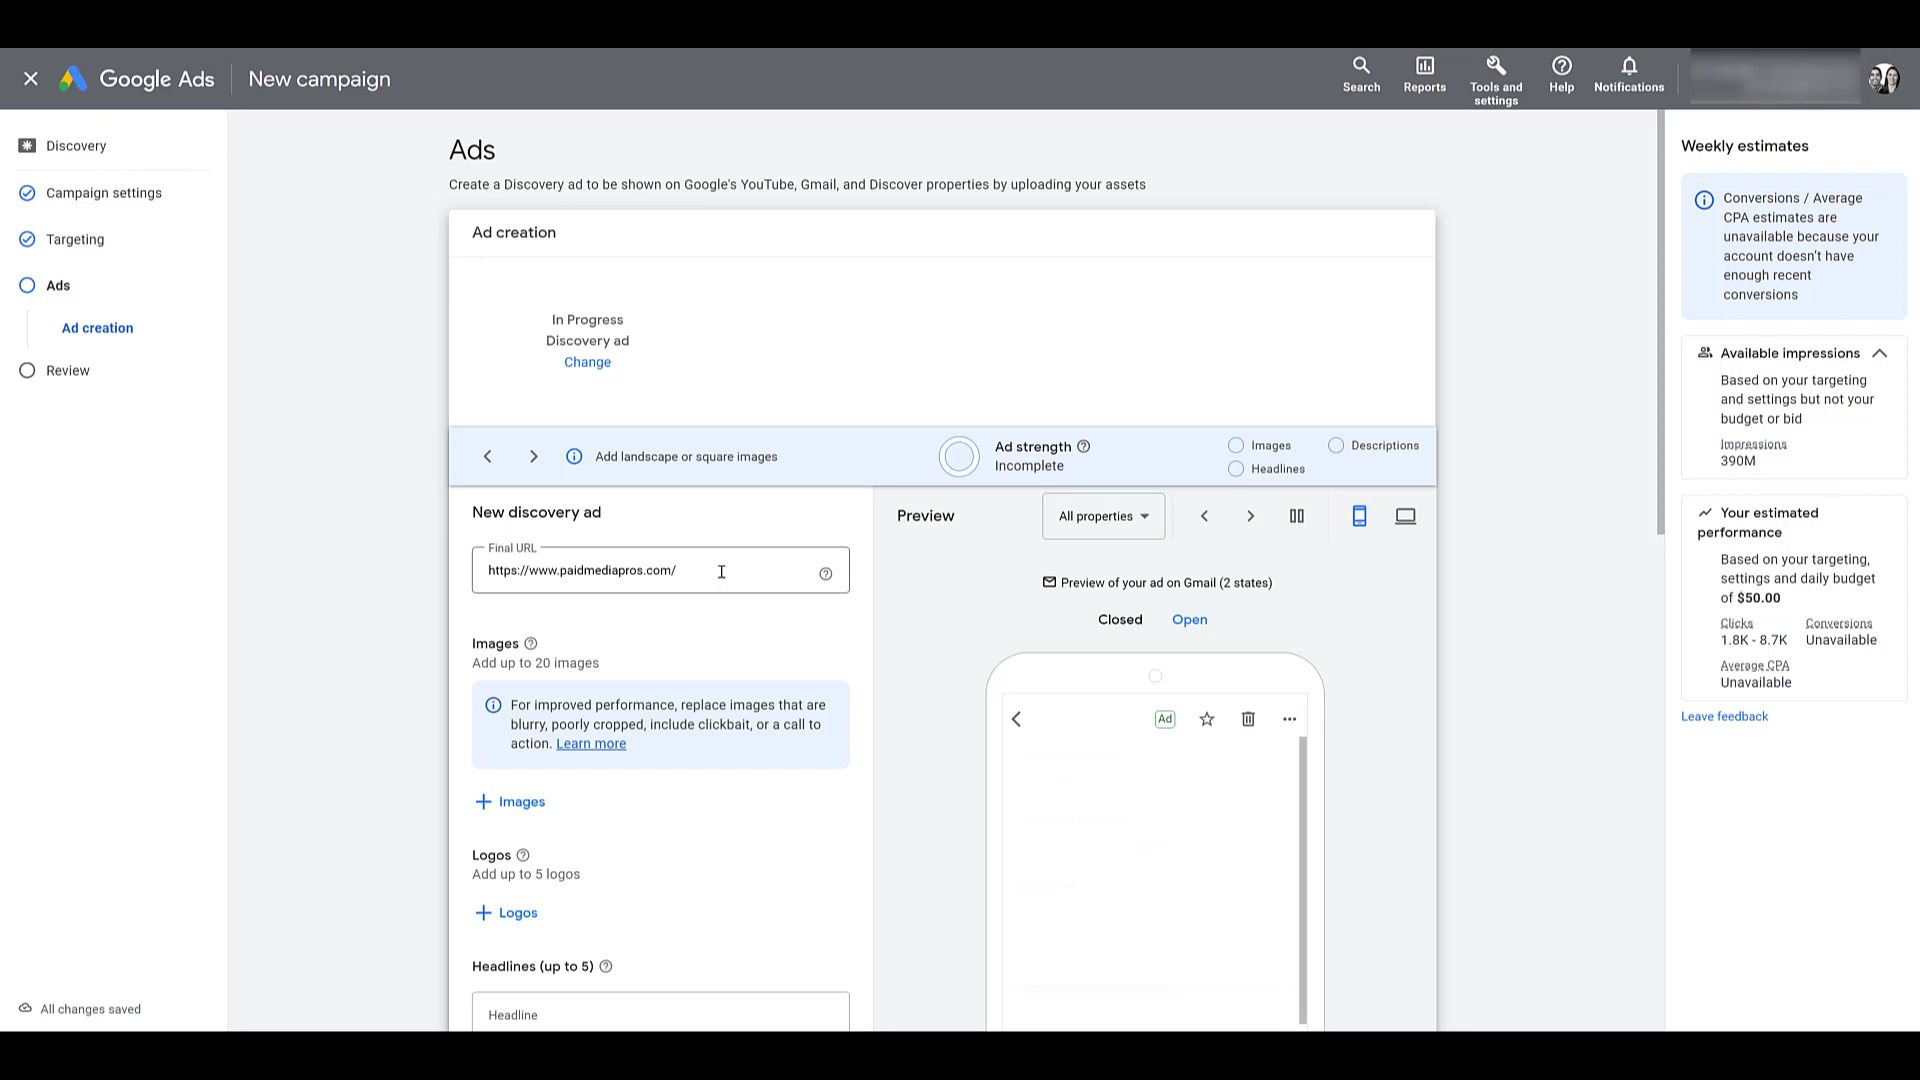 Google Ads
New campaign
Search
Reports
Tools and settings
Help
Notifications
Discovery
Campaign settings
Targeting
Ads
Ad creation
Review
All changes saved
Ads
Create a Discovery ad to be shown on Google's YouTube, Gmail, and Discover properties by uploading your assets
Ad creation
In Progress
Discovery ad
Change
Add landscape or square images
Ad strength
Incomplete
Images
Descriptions
Headlines
New discovery ad
Final URL
https://www.paidmediapros.com/
Images
Add up to 20 images
For improved performance, replace images that are
blurry, poorly cropped, include clickbait, or a call to
action. Learn more
Images
Logos
Add up to 5 logos
Logos
Headlines (up to 5)
Headline
Preview
All properties
Preview of your ad on Gmail (2 states)
Closed
Open
Ad
Weekly estimates
Conversions / Average
CPA estimates are
unavailable because your
account doesn't have
enough recent
conversions
Available impressions
Based on your targeting
and settings but not your
budget or bid
Impressions
390M
Your estimated
performance
Based on your targeting,
settings and daily budget
of $50.00
Clicks Conversions
1.8K - 8.7K Unavailable
Average CPA
Unavailable
Leave feedback